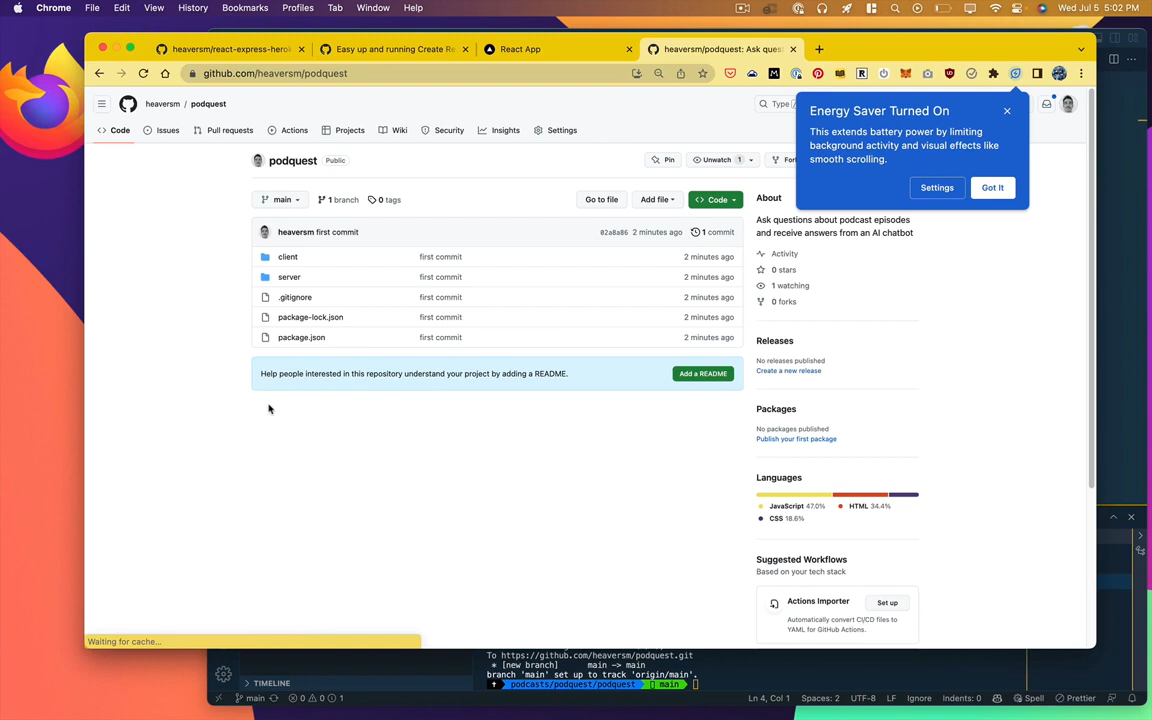 Chrome File Edit View History Bookmarks Profiles Tab Window Help Wed Jul 5 5:02 PM
heaversm/react-express-hero
Easy up and running Create Re
React App
heaversm/podquest: Ask ques
github.com/heaversm/podquest
heaversm / podquest
Type
Code Issues Pull requests Actions Projects Wiki Security Insights Settings
Energy Saver Turned On
This extends battery power by limiting
background activity and visual effects like
smooth scrolling.
Settings Got It
podquest Public
Pin Unwatch 1 Fork
main 1 branch 0 tags Go to file Add file Code
heaversm first commit 02a8a86 2 minutes ago 1 commit
client first commit 2 minutes ago
server first commit 2 minutes ago
.gitignore first commit 2 minutes ago
package-lock.json first commit 2 minutes ago
package.json first commit 2 minutes ago
Help people interested in this repository understand your project by adding a README. Add a README
About
Ask questions about podcast episodes
and receive answers from an AI chatbot
Activity
0 stars
1 watching
0 forks
Releases
No releases published
Create a new release
Packages
No packages published
Publish your first package
Languages
JavaScript 47.0% HTML 34.4%
CSS 18.6%
Suggested Workflows
Based on your tech stack
Actions Importer Set up
Automatically convert CI/CD files to
YAML for GitHub Actions.
Waiting for cache...
To https://github.com/heaversm/podquest.git
* [new branch] main -> main
branch 'main' set up to track 'origin/main'.
podcasts/podquest/podquest main
TIMELINE
main 0 0 1 Ln 4, Col 1 Spaces: 2 UTF-8 LF Ignore Indents: 0 Spell Prettier